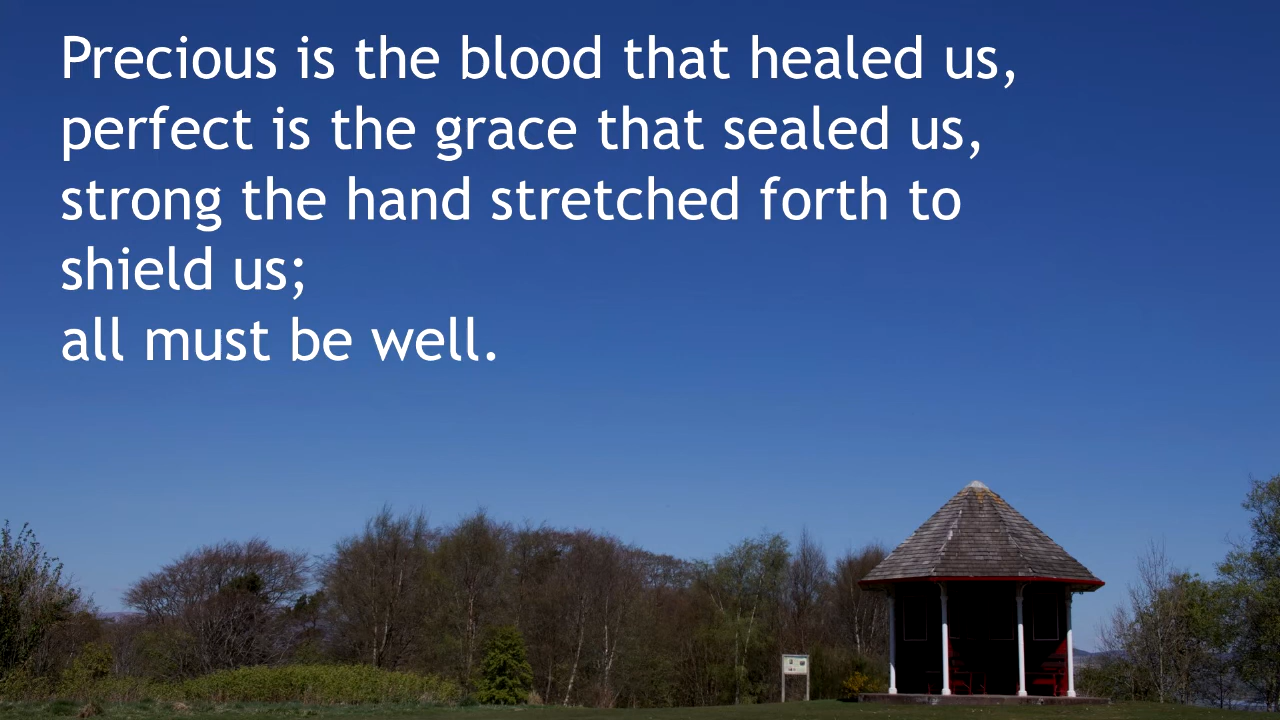 Precious is the blood that healed us,
perfect is the grace that sealed us,
strong the hand stretched forth to
shield us;
all must be well.